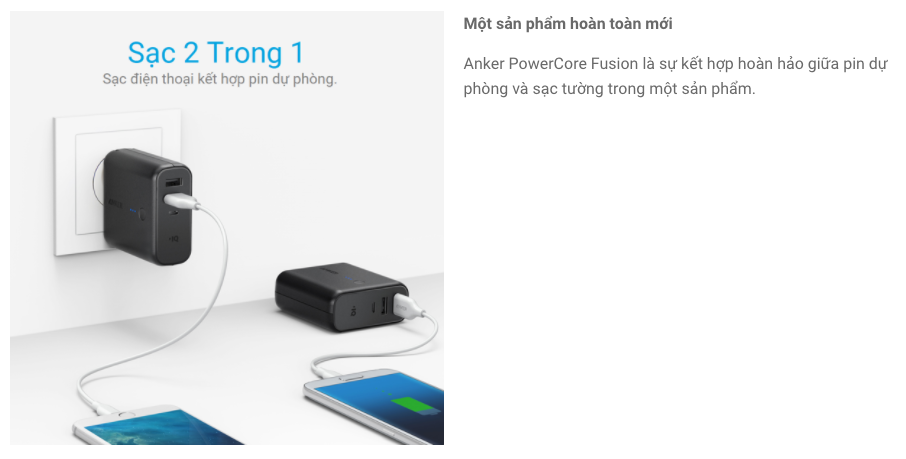 Sạc 2 Trong 1
Sạc điện thoại kết hợp pin dự phòng.
Một sản phẩm hoàn toàn mới
Anker PowerCore Fusion là sự kết hợp hoàn hảo giữa pin dự
phòng và sạc tường trong một sản phẩm.